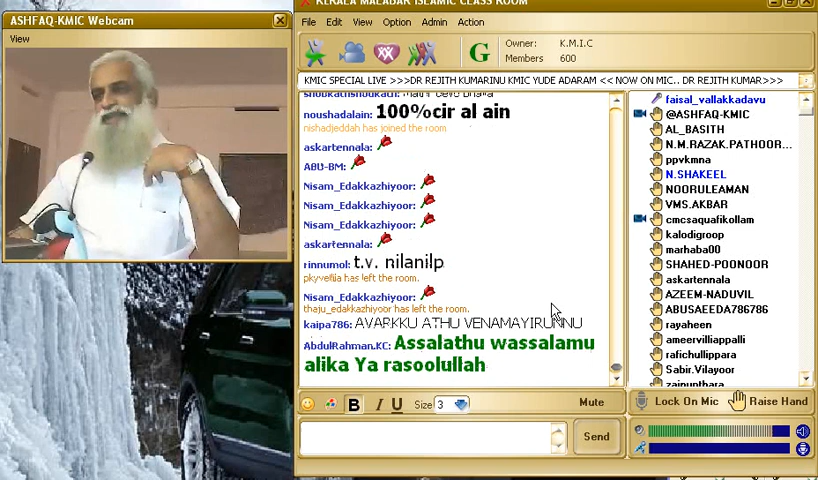 ASHFAQ-KMIC Webcam
View
KERALA MALABAR ISLAMIC CLASS ROOM
File Edit View Option Admin Action
G
Owner: K.M.I.C
Members 600
KMIC SPECIAL LIVE >>>DR REJITH KUMARINU KMIC YUDE ADARAM << NOW ON MIC.. DR REJITH KUMAR>>>
noushadalain: 100%cir al ain
nishadjeddah has joined the room
askartennala:
ABU-BM:
Nisam_Edakkazhiyoor:
Nisam_Edakkazhiyoor:
Nisam_Edakkazhiyoor:
askartennala:
rinnumol: t.v. nilanilp
has left the room.
Nisam_Edakkazhiyoor:
thaju_edakkazhiyoor has left the room.
kaipa786: AVARKKU ATHU VENAMAYIRUNNU
AbdulRahman.KC: Assalathu wassalamu
alika Ya rasoolullah
faisal_vallakkadavu
@ASHFAQ-KMIC
AL_BASITH
N.M.RAZAK.PATHOOR...
ppvkmna
N.SHAKEEL
NOORULEAMAN
VMS.AKBAR
cmcsaquafikollam
kalodigroop
marhaba00
SHAHED-POONOOR
askartennala
AZEEM-NADUVIL
ABUSAEEDA786786
rayaheen
ameervilliappalli
rafichullippara
Sabir.Vilayoor
zainunthara
B I U Size 3 Mute
Lock On Mic Raise Hand
Send